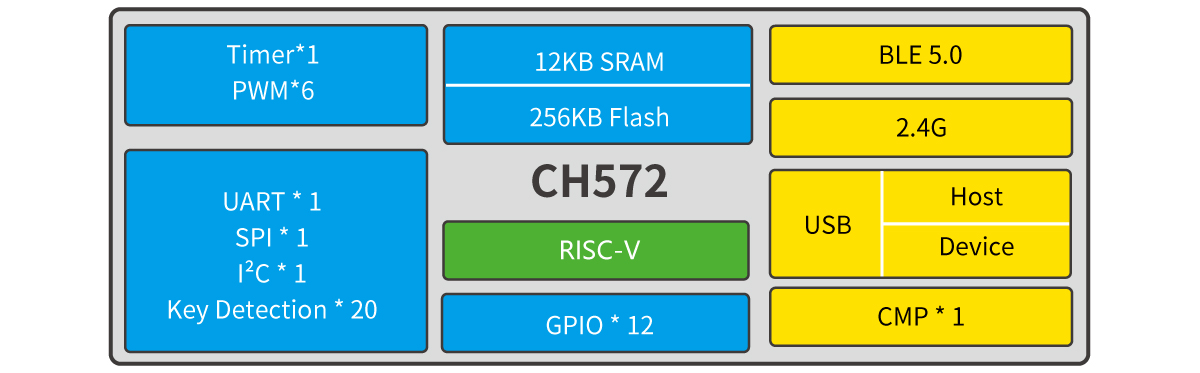 Timer*1
PWM*6
UART * 1
SPI * 1
I²C * 1
Key Detection * 20
12KB SRAM
256KB Flash
CH572
RISC-V
GPIO * 12
BLE 5.0
2.4G
USB
Host
Device
CMP * 1